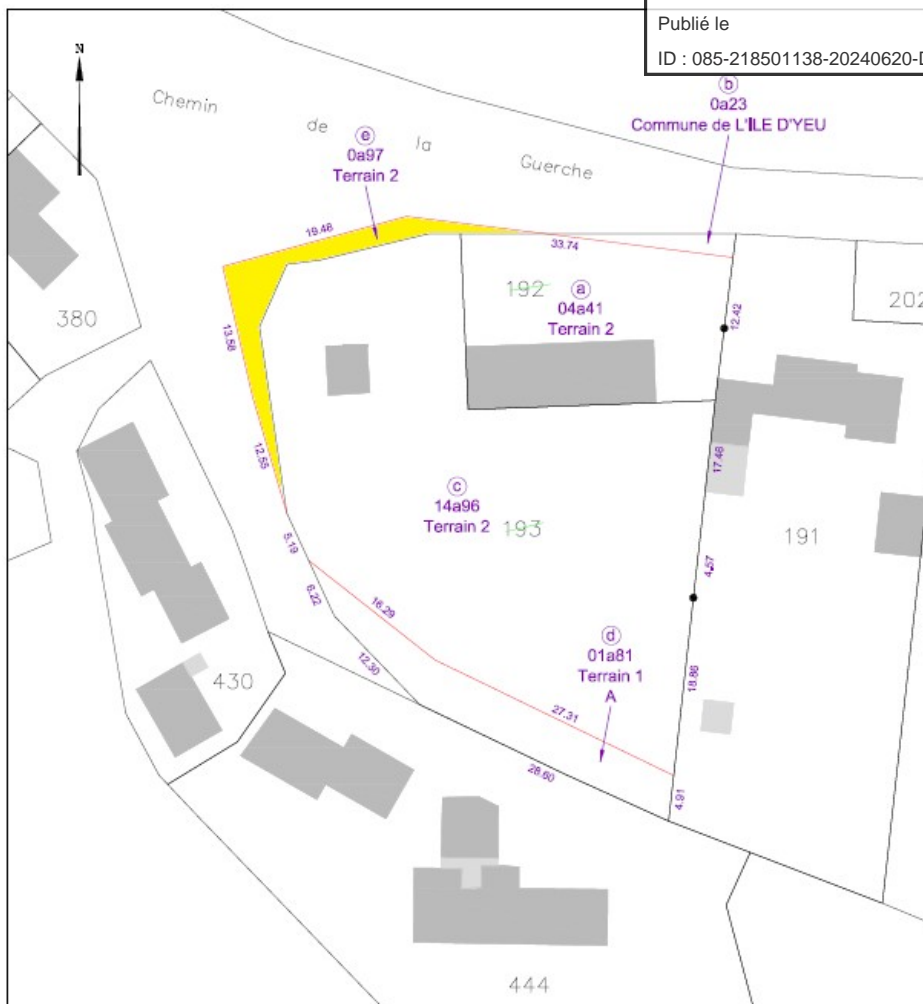 Publié le
ID : 085-218501138-20240620-D
N
b
0a23
Commune de L'ÎLE D'YEU
Chemin de la Guerche
e
0a97
Terrain 2
19.46
33.74
192
a
04a41
Terrain 2
12.42
202
380
13.58
12.55
17.46
c
14a96
Terrain 2
193
191
5.19
4.57
6.22
16.29
d
01a81
Terrain 1
A
12.30
18.86
430
27.31
28.60
4.91
444